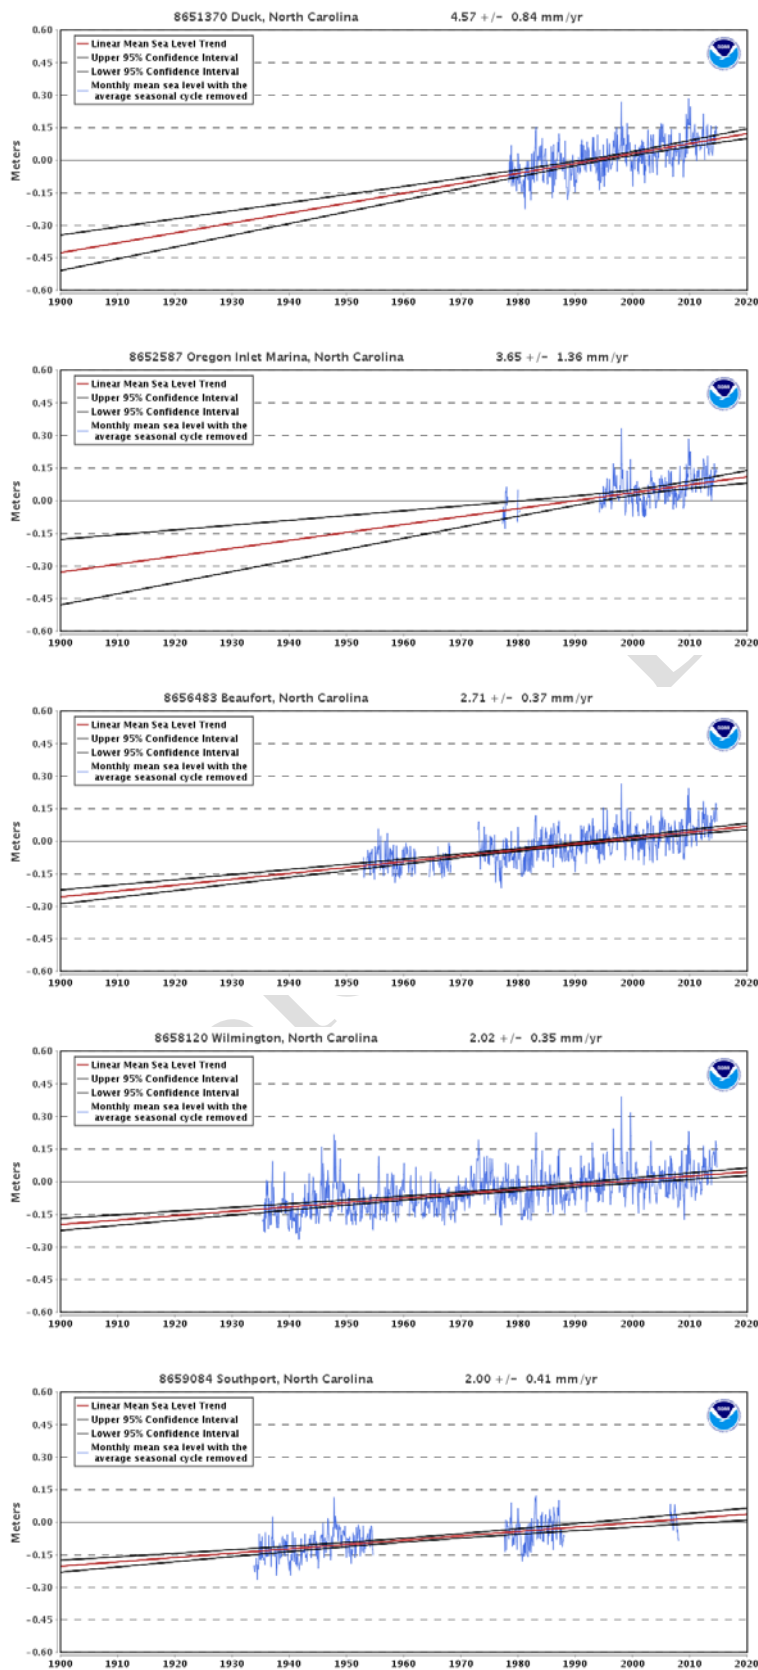 8651370 Duck, North Carolina 4.57 +/- 0.84 mm/yr
0.60
Linear Mean Sea Level Trend
Upper 95% Confidence Interval
0.45
Lower 95% Confidence Interval
Monthly mean sea level with the
average seasonal cycle removed
0.30
0.15
0.00
Meters
-0.15
-0.30
-0.45
-0.60
1900 1910 1920 1930 1940 1950 1960 1970 1980 1990 2000 2010 2020
8652587 Oregon Inlet Marina, North Carolina 3.65 +/- 1.36 mm/yr
0.60
Linear Mean Sea Level Trend
Upper 95% Confidence Interval
0.45
Lower 95% Confidence Interval
Monthly mean sea level with the
average seasonal cycle removed
0.30
0.15
0.00
Meters
-0.15
-0.30
-0.45
-0.60
1900 1910 1920 1930 1940 1950 1960 1970 1980 1990 2000 2010 2020
8656483 Beaufort, North Carolina 2.71 +/- 0.37 mm/yr
0.60
Linear Mean Sea Level Trend
Upper 95% Confidence Interval
0.45
Lower 95% Confidence Interval
Monthly mean sea level with the
average seasonal cycle removed
0.30
0.15
0.00
Meters
-0.15
-0.30
-0.45
-0.60
1900 1910 1920 1930 1940 1950 1960 1970 1980 1990 2000 2010 2020
8658120 Wilmington, North Carolina 2.02 +/- 0.35 mm/yr
0.60
Linear Mean Sea Level Trend
Upper 95% Confidence Interval
0.45
Lower 95% Confidence Interval
Monthly mean sea level with the
average seasonal cycle removed
0.30
0.15
0.00
Meters
-0.15
-0.30
-0.45
-0.60
1900 1910 1920 1930 1940 1950 1960 1970 1980 1990 2000 2010 2020
8659084 Southport, North Carolina 2.00 +/- 0.41 mm/yr
0.60
Linear Mean Sea Level Trend
Upper 95% Confidence Interval
0.45
Lower 95% Confidence Interval
Monthly mean sea level with the
average seasonal cycle removed
0.30
0.15
0.00
Meters
-0.15
-0.30
-0.45
-0.60
1900 1910 1920 1930 1940 1950 1960 1970 1980 1990 2000 2010 2020